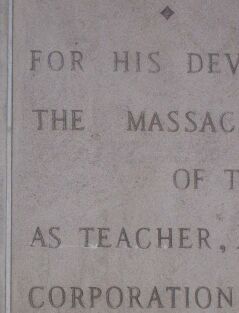 FOR HIS DEV
THE MASSAC
OF T
AS TEACHER,
CORPORATION